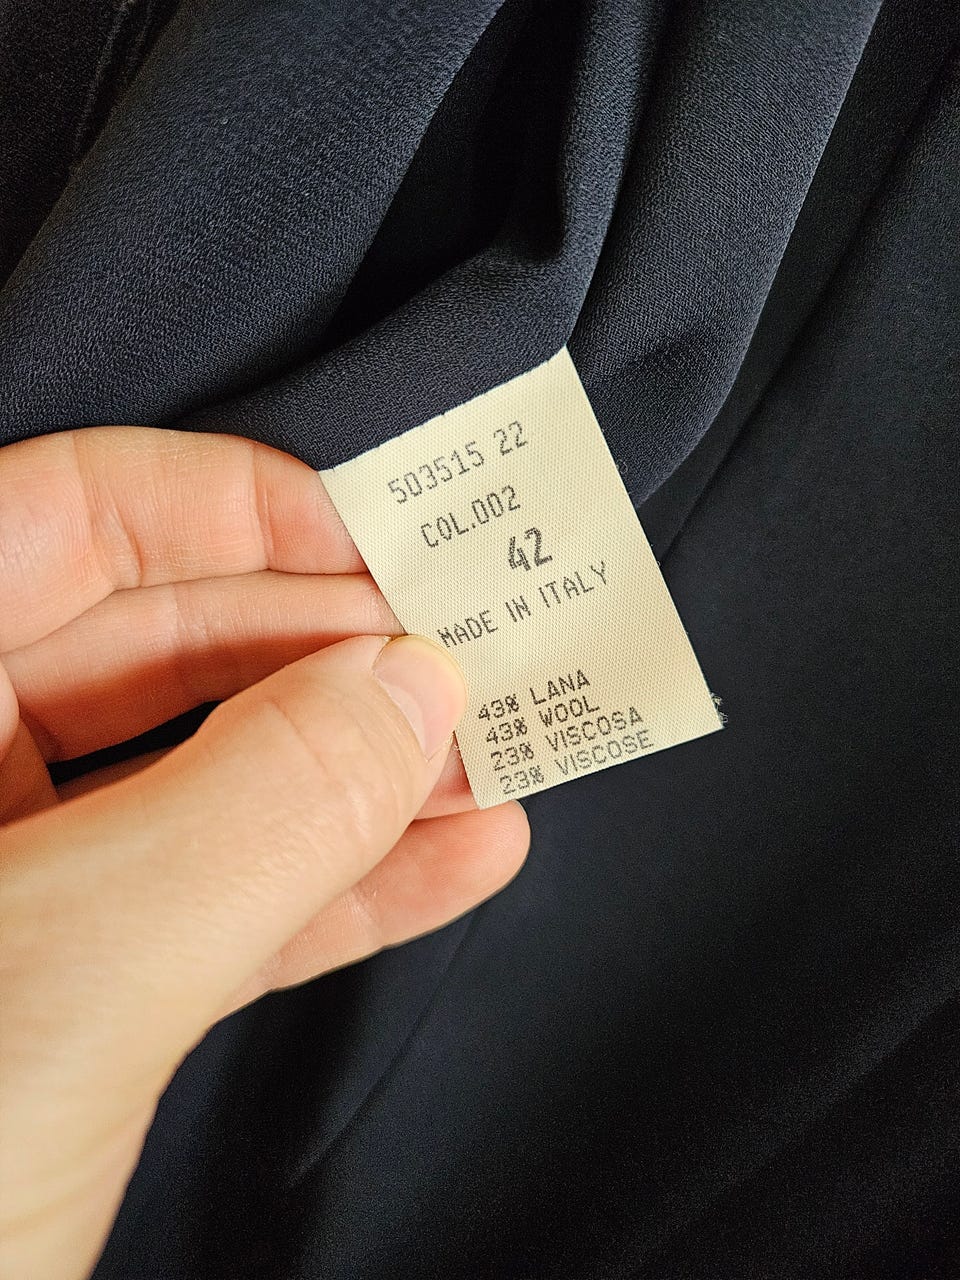 503515 22
COL.002
42
MADE IN ITALY
43% LANA
43% WOOL
23% VISCOSA
23% VISCOSE